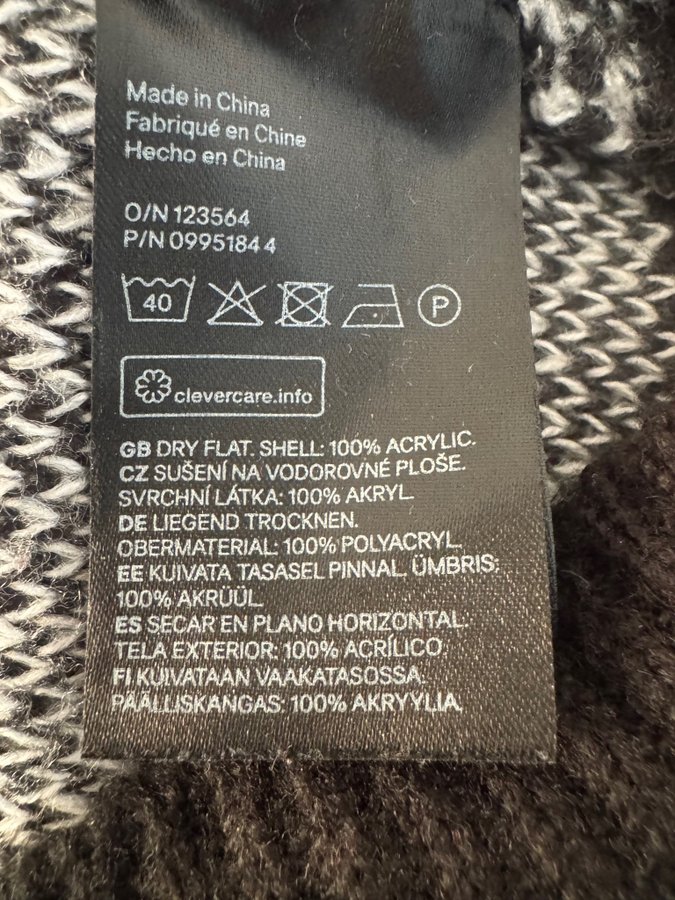 Made in China
Fabriqué en Chine
Hecho en China
O/N 123564
P/N 0995184 4
40
P
clevercare.info
GB DRY FLAT. SHELL: 100% ACRYLIC.
CZ SUŠENÍ NA VODOROVNÉ PLOŠE.
SVRCHNÍ LÁTKA: 100% AKRYL.
DE LIEGEND TROCKNEN.
OBERMATERIAL: 100% POLYACRYL.
EE KUIVATA TASASEL PINNAL. ÜMBRIS:
100% AKRÜÜL.
ES SECAR EN PLANO HORIZONTAL.
TELA EXTERIOR: 100% ACRÍLICO
FI KUIVATAAN VAAKATASOSSA.
PÄÄLLISKANGAS: 100% AKRYYLIA.